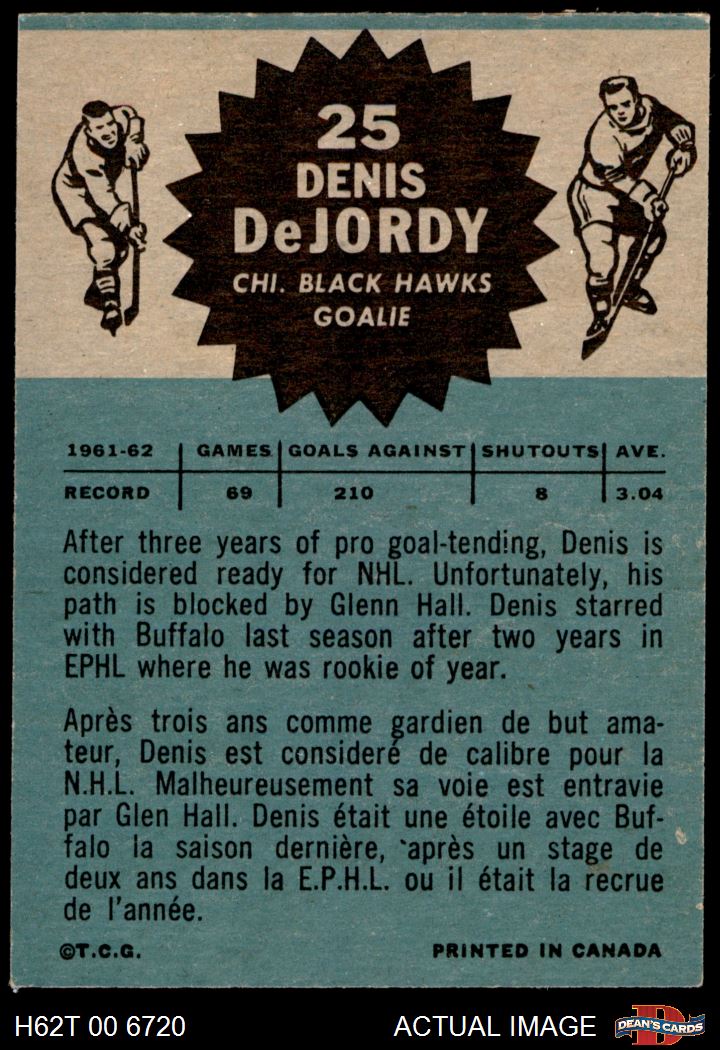 25
DENIS
DeJORDY
CHI. BLACK HAWKS
GOALIE
1961-62 GAMES GOALS AGAINST SHUTOUTS AVE.
RECORD 69 210 8 3.04
After three years of pro goal-tending, Denis is
considered ready for NHL. Unfortunately, his
path is blocked by Glenn Hall. Denis starred
with Buffalo last season after two years in
EPHL where he was rookie of year.
Après trois ans comme gardien de but ama-
teur, Denis est consideré de calibre pour la
N.H.L. Malheureusement sa voie est entravie
par Glen Hall. Denis était une étoile avec Buf-
falo la saison dernière, après un stage de
deux ans dans la E.P.H.L. ou il était la recrue
de l'année.
©T.C.G. PRINTED IN CANADA
H62T 00 6720 ACTUAL IMAGE DEAN'S CARDS